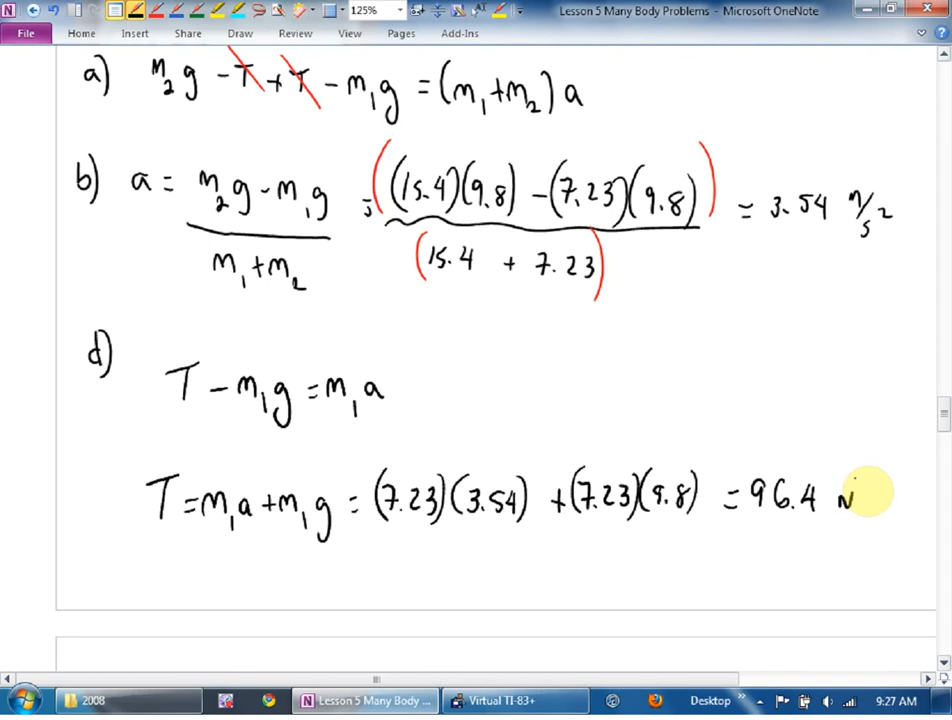 Lesson 5 Many Body Problems - Microsoft OneNote
125%
File Home Insert Share Draw Review View Pages Add-Ins
a) m₂g - T + T - m₁g = (m₁+m₂) a
b) a = m₂g - m₁g / m₁+m₂ = ((15.4)(9.8) - (7.23)(9.8)) / (15.4 + 7.23) = 3.54 m/s²
d)
T - m₁g = m₁a
T = m₁a + m₁g = (7.23)(3.54) + (7.23)(9.8) = 96.4 N
2008 Lesson 5 Many Body ... Virtual TI-83+ Desktop » 9:27 AM